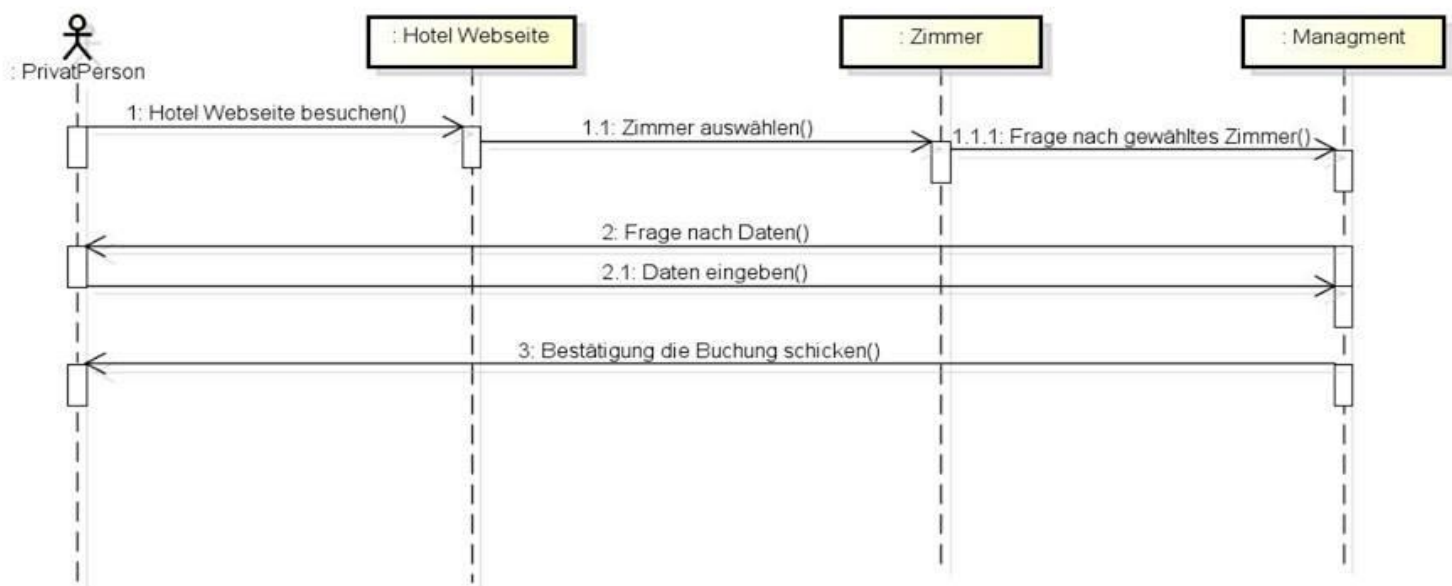 : PrivatPerson
: Hotel Webseite
: Zimmer
: Managment
1: Hotel Webseite besuchen()
1.1: Zimmer auswählen()
1.1.1: Frage nach gewähltes Zimmer()
2: Frage nach Daten()
2.1: Daten eingeben()
3: Bestätigung die Buchung schicken()